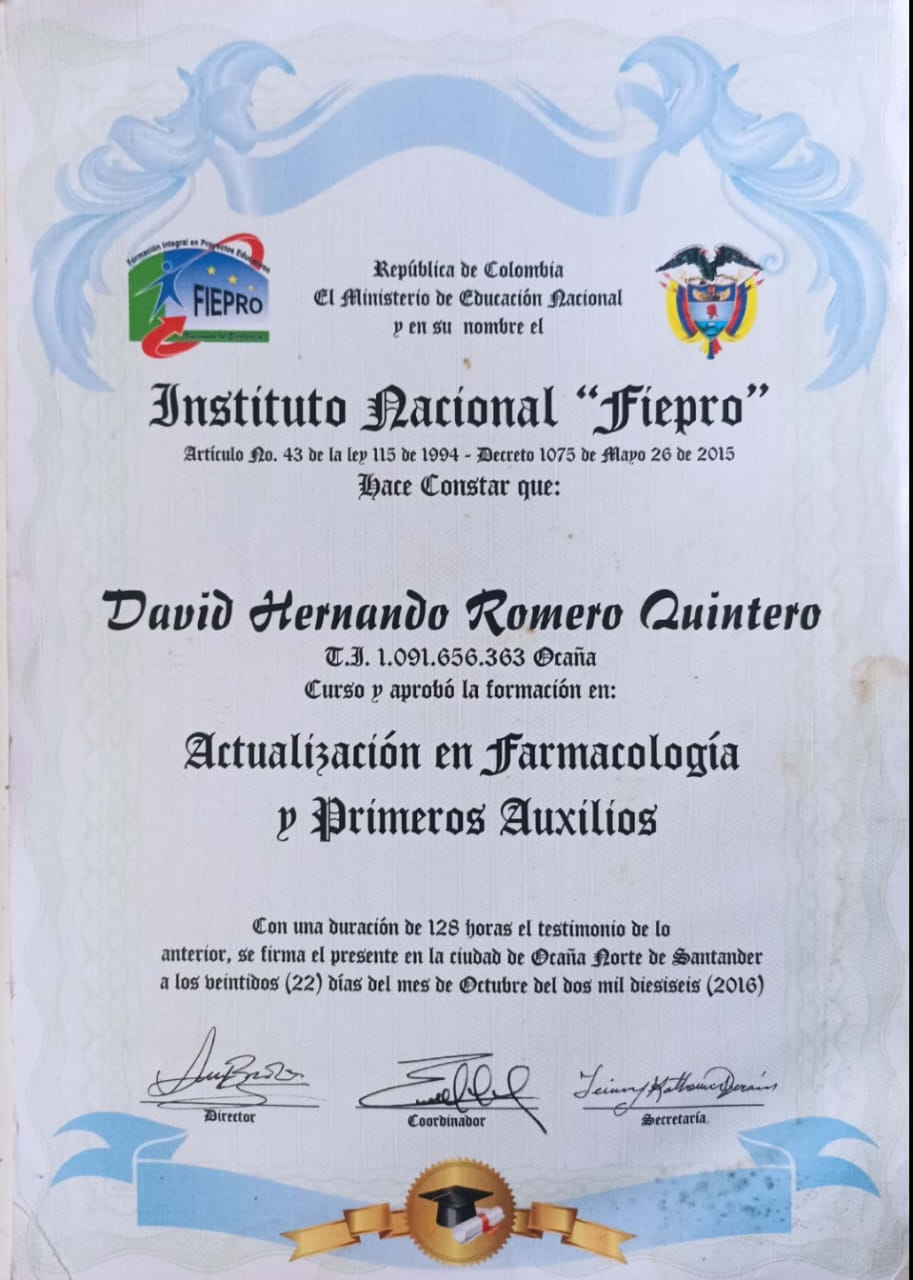 Formación Integral en Proyectos Educativos
FIEPRO
República de Colombia
El Ministerio de Educación Nacional
y en su nombre el
Instituto Nacional “Fiepro”
Artículo No. 43 de la ley 115 de 1994 - Decreto 1075 de Mayo 26 de 2015
Hace Constar que:
David Hernando Romero Quintero
T.I. 1.091.656.363 Ocaña
Curso y aprobó la formación en:
Actualización en Farmacología
y Primeros Auxilios
Con una duración de 128 horas el testimonio de lo
anterior, se firma el presente en la ciudad de Ocaña Norte de Santander
a los veintidos (22) días del mes de Octubre del dos mil diesiseis (2016)
Director
Coordinador
Secretaría